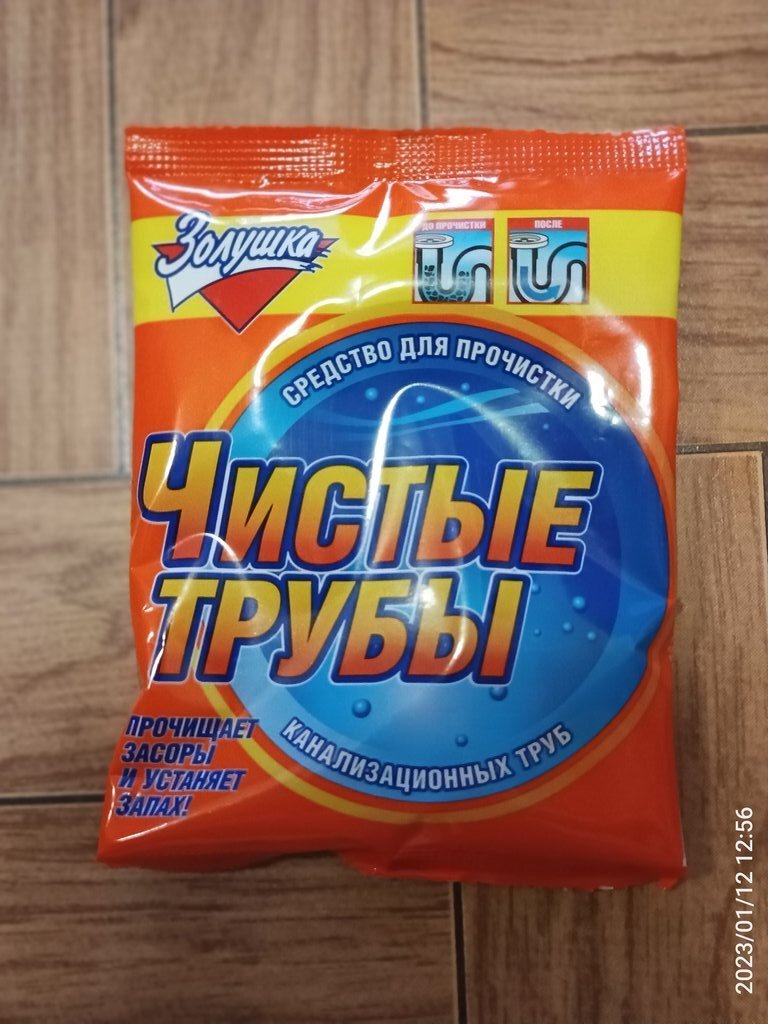 Золушка
ДО ПРОЧИСТКИ
ПОСЛЕ
СРЕДСТВО ДЛЯ ПРОЧИСТКИ
ЧИСТЫЕ
ТРУБЫ
КАНАЛИЗАЦИОННЫХ ТРУБ
ПРОЧИЩАЕТ
ЗАСОРЫ
И УСТАНЯЕТ
ЗАПАХ!
2023/01/12 12:56